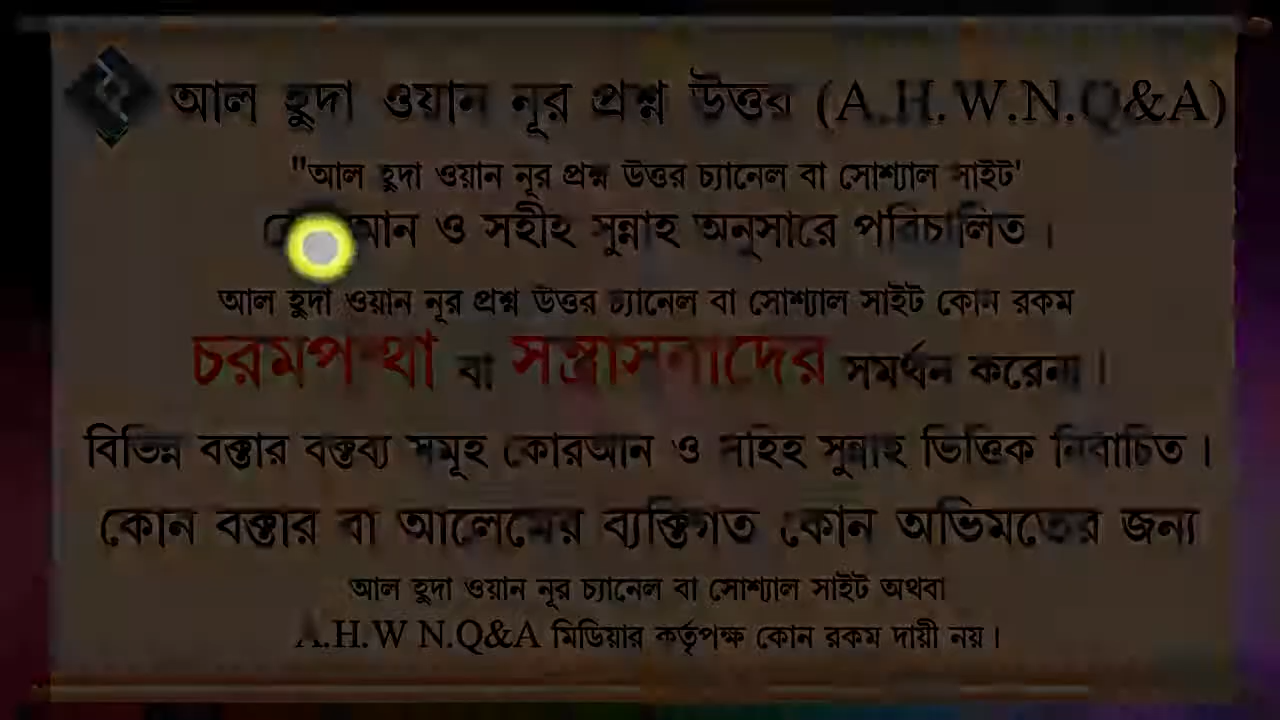 আল হুদা ওয়ান নূর প্রশ্ন উত্তর (A.H.W.N.Q&A)
"আল হুদা ওয়ান নূর প্রশ্ন উত্তর চ্যানেল বা সোশ্যাল সাইট'
ও সহীহ সুন্নাহ অনুসারে পরিচালিত ।
আল হুদা ওয়ান নূর প্রশ্ন উত্তর চ্যানেল বা সোশ্যাল সাইট কোন রকম
চরমপন্থা বা সন্ত্রাসবাদের সমর্থন করেনা ।
বিভিন্ন বক্তার বক্তব্য সমূহ কোরআন ও সাহিহ সুন্নাহ ভিত্তিক নির্বাচিত ।
কোন বক্তার বা আলেমের ব্যক্তিগত কোন অভিমতের জন্য
আল হুদা ওয়ান নূর চ্যানেল বা সোশ্যাল সাইট অথবা
A.H.W N.Q&A মিডিয়ার কর্তৃপক্ষ কোন রকম দায়ী নয় ।